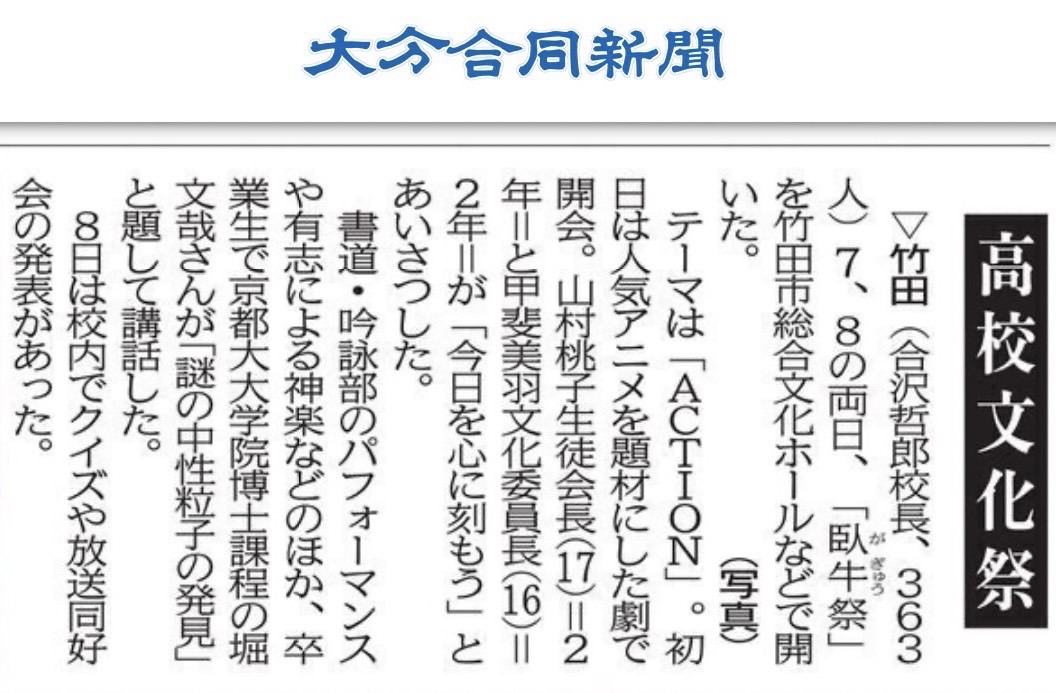 大分合同新聞
高校文化祭
▽竹田（合沢哲郎校長、363
人）7、8の両日、「臥牛祭」
がぎゅう
を竹田市総合文化ホールなどで開
いた。（写真）
テーマは「ACTION」。初
日は人気アニメを題材にした劇で
開会。山村桃子生徒会長(17)＝2
年＝と甲斐美羽文化委員長(16)＝
2年＝が「今日を心に刻もう」と
あいさつした。
書道・吟詠部のパフォーマンス
や有志による神楽などのほか、卒
業生で京都大大学院博士課程の堀
文哉さんが「謎の中性粒子の発見」
と題して講話した。
8日は校内でクイズや放送同好
会の発表があった。